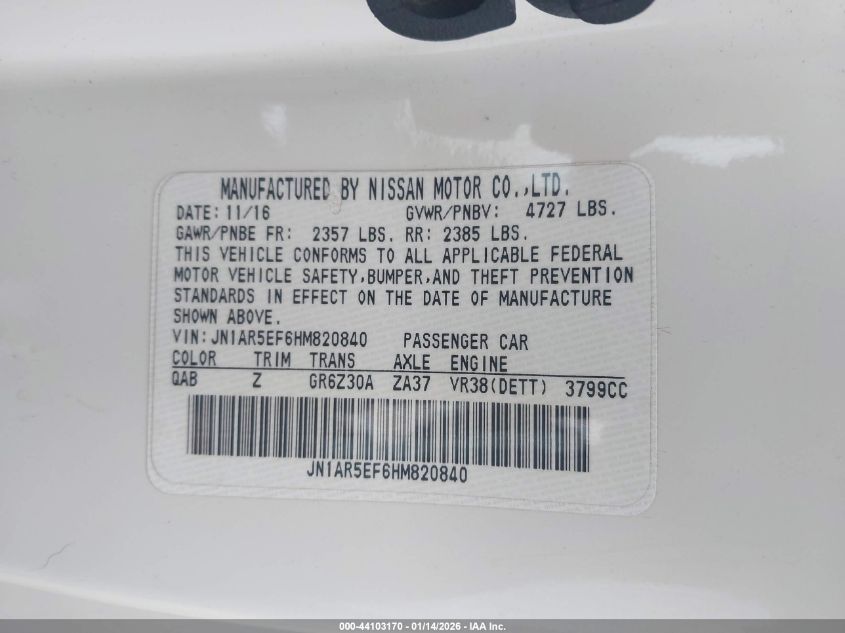 MANUFACTURED BY NISSAN MOTOR CO.,LTD.
DATE: 11/16 GVWR/PNBV: 4727 LBS.
GAWR/PNBE FR: 2357 LBS. RR: 2385 LBS.
THIS VEHICLE CONFORMS TO ALL APPLICABLE FEDERAL
MOTOR VEHICLE SAFETY,BUMPER,AND THEFT PREVENTION
STANDARDS IN EFFECT ON THE DATE OF MANUFACTURE
SHOWN ABOVE.
VIN:JN1AR5EF6HM820840 PASSENGER CAR
COLOR TRIM TRANS AXLE ENGINE
QAB Z GR6Z30A ZA37 VR38(DETT) 3799CC
JN1AR5EF6HM820840
000-44103170 - 01/14/2026 - IAA Inc.